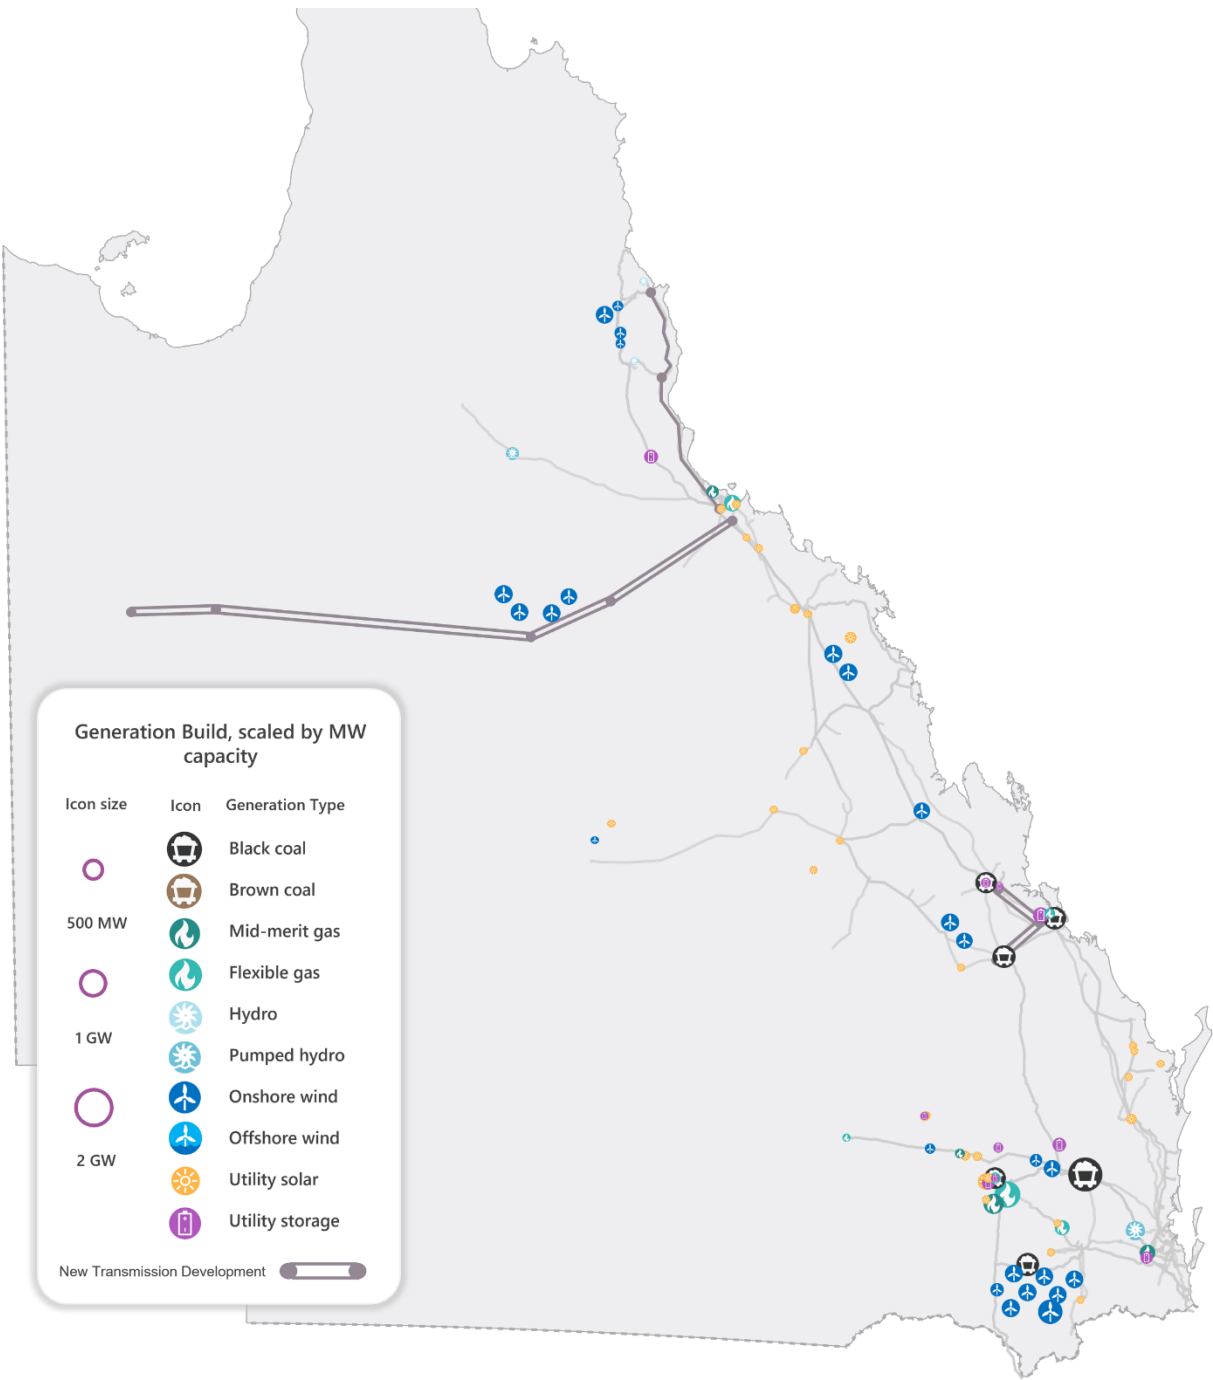 Generation Build, scaled by MW
capacity
Icon size Icon Generation Type
Black coal
Brown coal
500 MW
Mid-merit gas
Flexible gas
Hydro
1 GW
Pumped hydro
Onshore wind
Offshore wind
2 GW
Utility solar
Utility storage
New Transmission Development